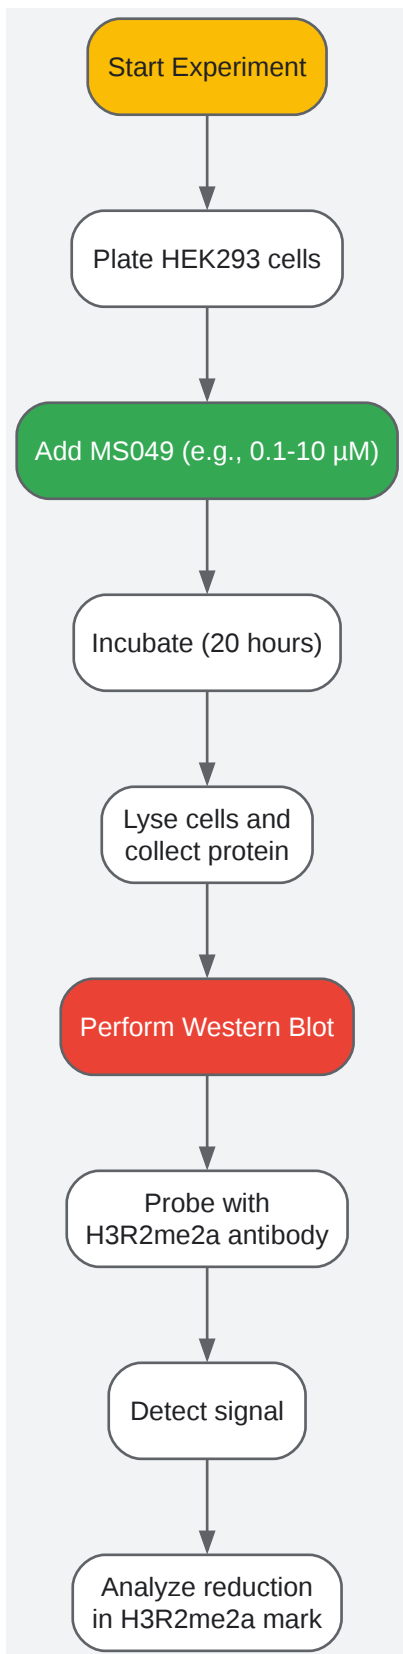 Start Experiment
Plate HEK293 cells
Add MS049 (e.g., 0.1-10 µM)
Incubate (20 hours)
Lyse cells and
collect protein
Perform Western Blot
Probe with
H3R2me2a antibody
Detect signal
Analyze reduction
in H3R2me2a mark